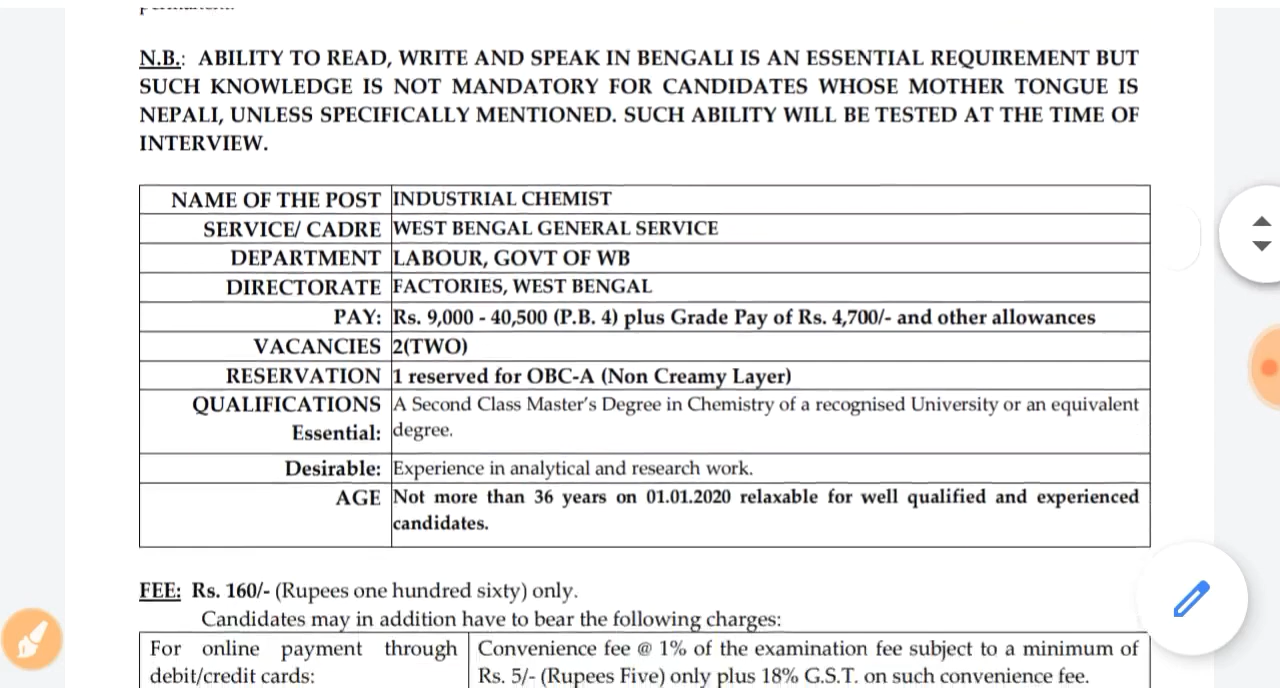 N.B.: ABILITY TO READ, WRITE AND SPEAK IN BENGALI IS AN ESSENTIAL REQUIREMENT BUT
SUCH KNOWLEDGE IS NOT MANDATORY FOR CANDIDATES WHOSE MOTHER TONGUE IS
NEPALI, UNLESS SPECIFICALLY MENTIONED. SUCH ABILITY WILL BE TESTED AT THE TIME OF
INTERVIEW.
NAME OF THE POST INDUSTRIAL CHEMIST
SERVICE/ CADRE WEST BENGAL GENERAL SERVICE
DEPARTMENT LABOUR, GOVT OF WB
DIRECTORATE FACTORIES, WEST BENGAL
PAY: Rs. 9,000 - 40,500 (P.B. 4) plus Grade Pay of Rs. 4,700/- and other allowances
VACANCIES 2(TWO)
RESERVATION 1 reserved for OBC-A (Non Creamy Layer)
QUALIFICATIONS A Second Class Master's Degree in Chemistry of a recognised University or an equivalent
Essential: degree.
Desirable: Experience in analytical and research work.
AGE Not more than 36 years on 01.01.2020 relaxable for well qualified and experienced
candidates.
FEE: Rs. 160/- (Rupees one hundred sixty) only.
Candidates may in addition have to bear the following charges:
For online payment through Convenience fee @ 1% of the examination fee subject to a minimum of
debit/credit cards: Rs. 5/- (Rupees Five) only plus 18% G.S.T. on such convenience fee.